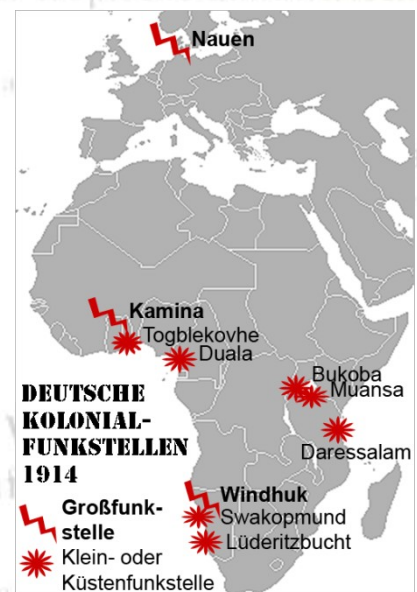 Nauen
Kamina
Togblekovhe
Duala
Bukoba
Muansa
Daressalam
DEUTSCHE
KOLONIAL-
FUNKSTELLEN
1914
Windhuk
Swakopmund
Lüderitzbucht
Großfunk-
stelle
Klein- oder
Küstenfunkstelle